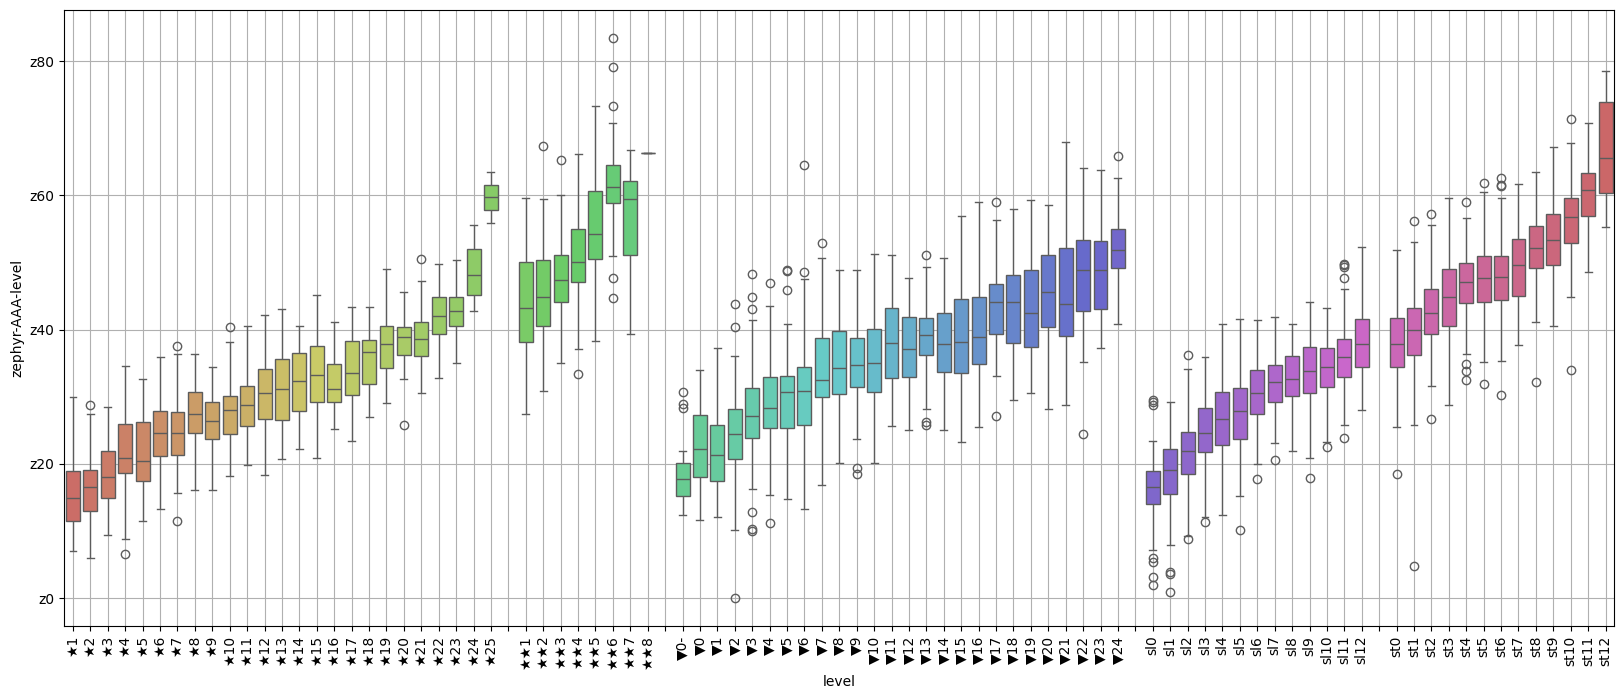 zephyr-AAA-level
z80
z60
z40
z20
z0
★1
★2
★3
★4
★5
★6
★7
★8
★9
★10
★11
★12
★13
★14
★15
★16
★17
★18
★19
★20
★21
★22
★23
★24
★25
★★1
★★2
★★3
★★4
★★5
★★6
★★7
★★8
▼0-
▼0
▼1
▼2
▼3
▼4
▼5
▼6
▼7
▼8
▼9
▼10
▼11
▼12
▼13
▼14
▼15
▼16
▼17
▼18
▼19
▼20
▼21
▼22
▼23
▼24
sl0
sl1
sl2
sl3
sl4
sl5
sl6
sl7
sl8
sl9
sl10
sl11
sl12
st0
st1
st2
st3
st4
st5
st6
st7
st8
st9
st10
st11
st12
level